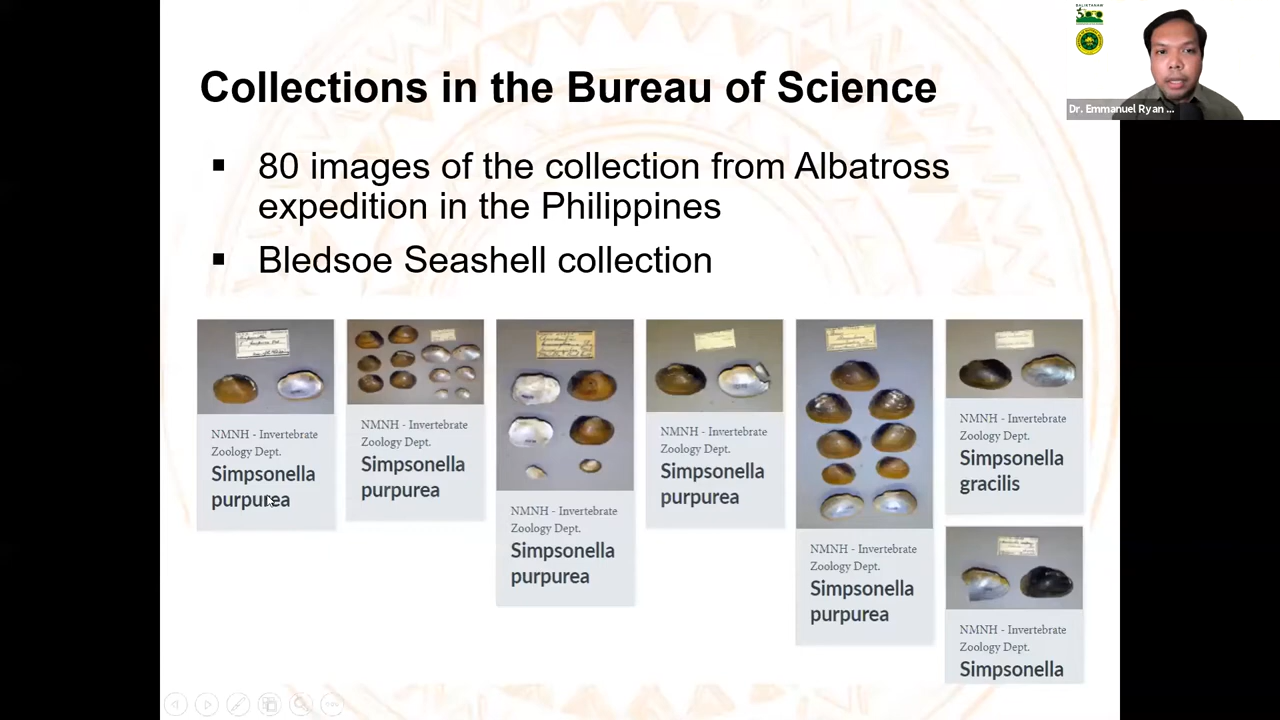 Collections in the Bureau of Science
▪ 80 images of the collection from Albatross
expedition in the Philippines
▪ Bledsoe Seashell collection
Dr. Emmanuel Ryan ...
NMNH - Invertebrate
Zoology Dept.
Simpsonella
purpurea
NMNH - Invertebrate
Zoology Dept.
Simpsonella
purpurea
NMNH - Invertebrate
Zoology Dept.
Simpsonella
purpurea
NMNH - Invertebrate
Zoology Dept.
Simpsonella
purpurea
NMNH - Invertebrate
Zoology Dept.
Simpsonella
purpurea
NMNH - Invertebrate
Zoology Dept.
Simpsonella
gracilis
NMNH - Invertebrate
Zoology Dept.
Simpsonella